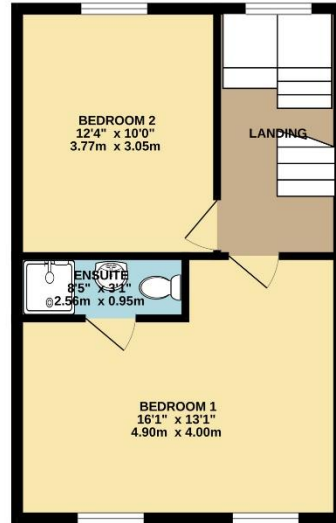 BEDROOM 2
12'4" x 10'0"
3.77m x 3.05m
LANDING
ENSUITE
8'5" x 3'1"
2.56m x 0.95m
BEDROOM 1
16'1" x 13'1"
4.90m x 4.00m